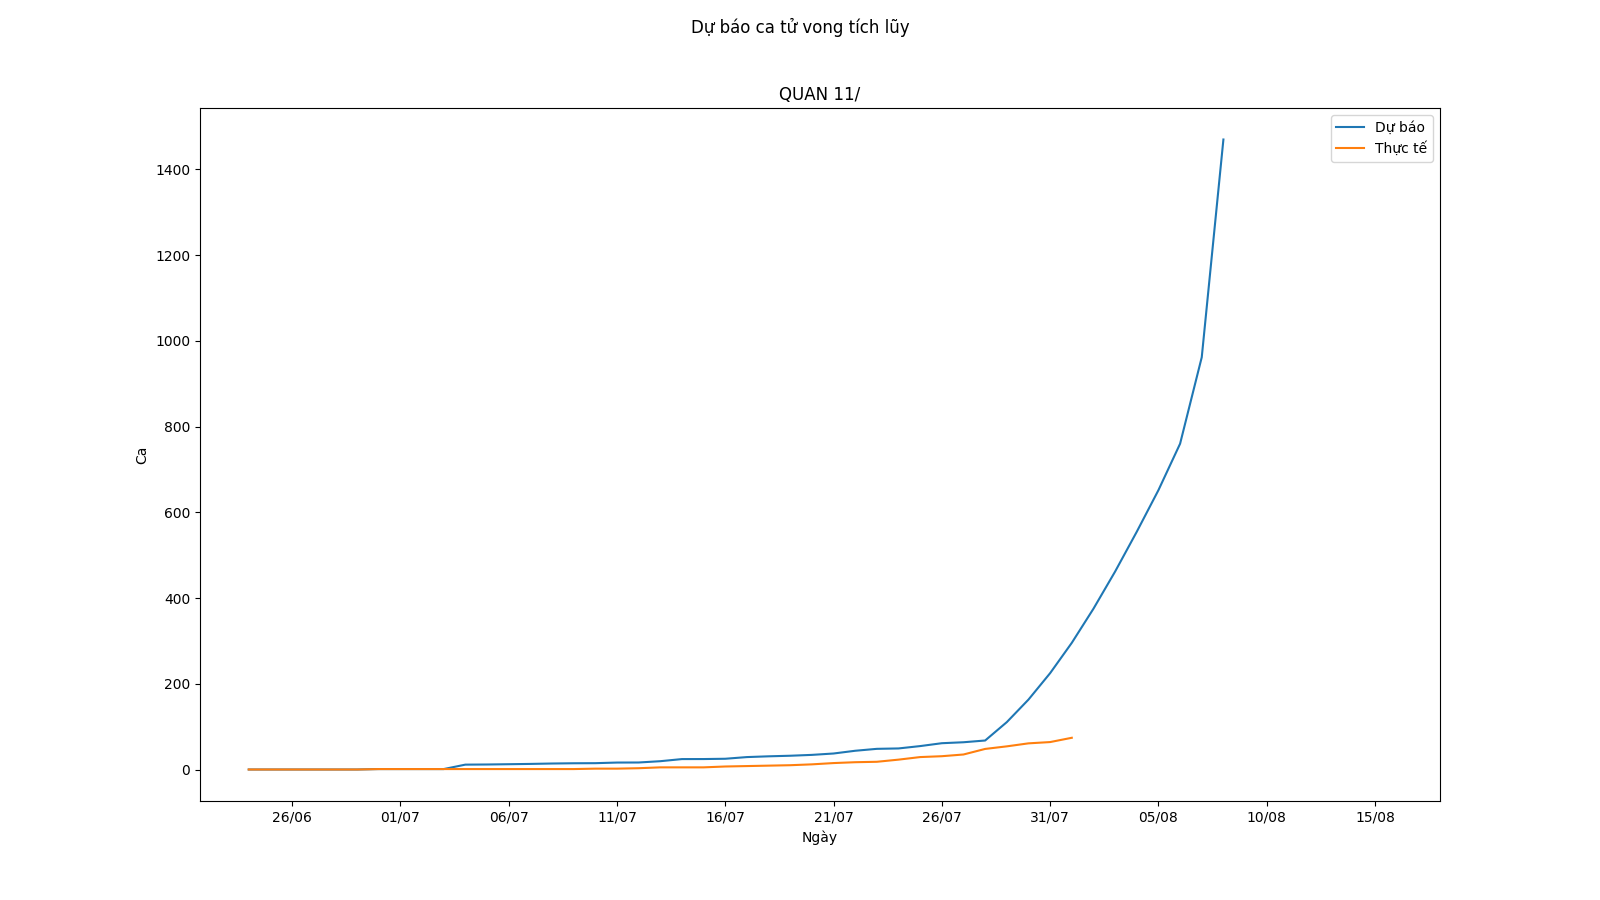 Dự báo ca tử vong tích lũy
QUAN 11/
Dự báo
Thực tế
1400
1200
1000
800
600
400
200
0
Ca
26/06 01/07 06/07 11/07 16/07 21/07 26/07 31/07 05/08 10/08 15/08
Ngày